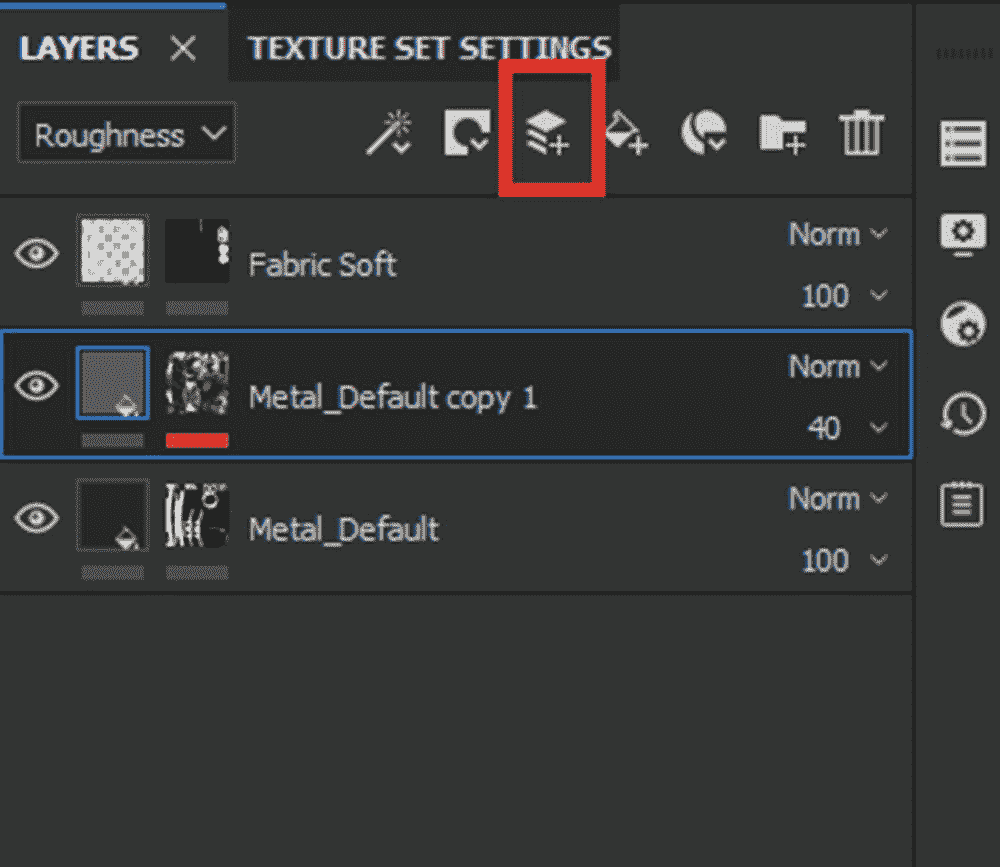 LAYERS
TEXTURE SET SETTINGS
Roughness
Norm
Fabric Soft
100
Norm
Metal_Default copy 1
40
Norm
Metal_Default
100